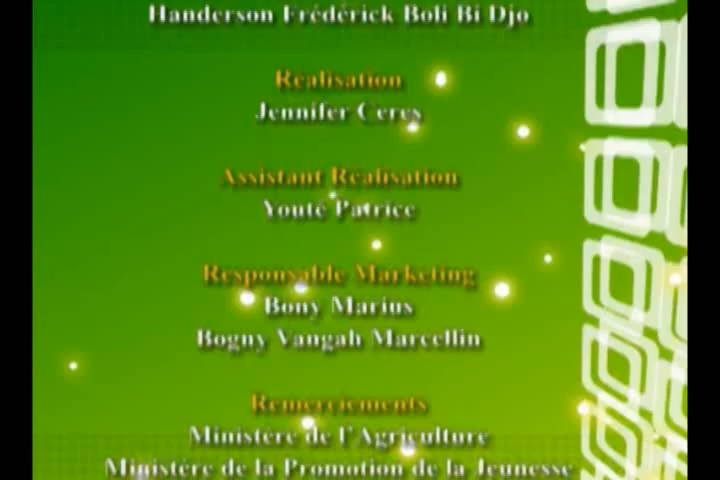 Handerson Frédérick Boli Bi Djo
Réalisation
Jennifer Ceres
Assistant Réalisation
Youté Patrice
Responsable Marketing
Bony Marius
Bogny Vangah Marcellin
Remerciements
Ministère de l'Agriculture
Ministère de la Promotion de la Jeunesse